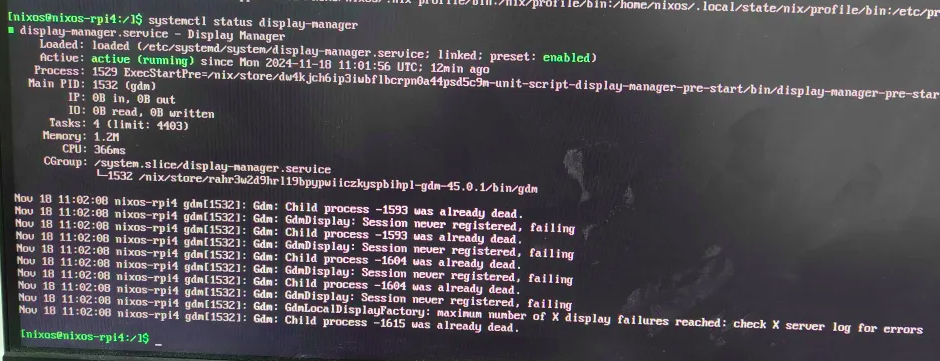 profile/bin:/nix/profile/bin:/home/nixos/.local/state/nix/profile/bin:/etc/pr
[nixos@nixos-rpi4:/]$ systemctl status display-manager
display-manager.service - Display Manager
Loaded: loaded (/etc/systemd/system/display-manager.service; linked; preset: enabled)
Active: active (running) since Mon 2024-11-18 11:01:56 UTC; 12min ago
Process: 1529 ExecStartPre=/nix/store/dw4kjch6ip3iwbflbcrpn0a44psd5c9m-unit-script-display-manager-pre-start/bin/display-manager-pre-star
Main PID: 1532 (gdm)
IP: 0B in, 0B out
IO: 0B read, 0B written
Tasks: 4 (limit: 4403)
Memory: 1.2M
CPU: 366ms
CGroup: /system.slice/display-manager.service
└─1532 /nix/store/rahr3w2d9hrl19bpypwiiczkyspbihpl-gdm-45.0.1/bin/gdm
Nov 18 11:02:08 nixos-rpi4 gdm[1532]: Gdm: Child process -1593 was already dead.
Nov 18 11:02:08 nixos-rpi4 gdm[1532]: Gdm: GdmDisplay: Session never registered, failing
Nov 18 11:02:08 nixos-rpi4 gdm[1532]: Gdm: Child process -1593 was already dead.
Nov 18 11:02:08 nixos-rpi4 gdm[1532]: Gdm: GdmDisplay: Session never registered, failing
Nov 18 11:02:08 nixos-rpi4 gdm[1532]: Gdm: Child process -1604 was already dead.
Nov 18 11:02:08 nixos-rpi4 gdm[1532]: Gdm: GdmDisplay: Session never registered, failing
Nov 18 11:02:08 nixos-rpi4 gdm[1532]: Gdm: Child process -1604 was already dead.
Nov 18 11:02:08 nixos-rpi4 gdm[1532]: Gdm: GdmDisplay: Session never registered, failing
Nov 18 11:02:08 nixos-rpi4 gdm[1532]: Gdm: GdmLocalDisplayFactory: maximum number of X display failures reached: check X server log for errors
Nov 18 11:02:08 nixos-rpi4 gdm[1532]: Gdm: Child process -1615 was already dead.
[nixos@nixos-rpi4:/]$ _